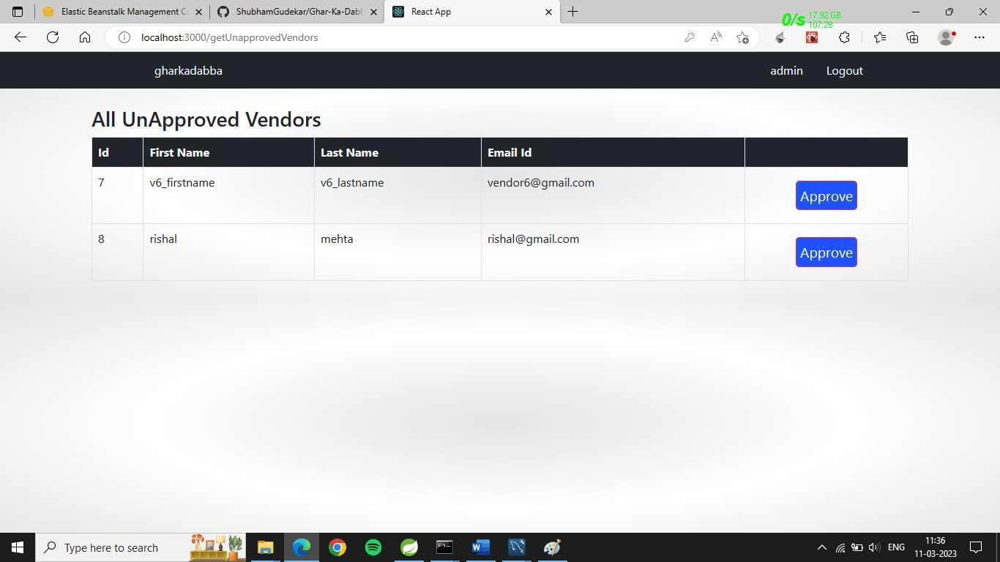 Elastic Beanstalk Management Co
ShubhamGudekar/Ghar-Ka-Dabb
React App
0/s 17.92 GB
107:28
localhost:3000/getUnapprovedVendors
gharkadabba admin Logout
All UnApproved Vendors
Id First Name Last Name Email Id
7 v6_firstname v6_lastname vendor6@gmail.com Approve
8 rishal mehta rishal@gmail.com Approve
Type here to search
ENG
11:36
11-03-2023